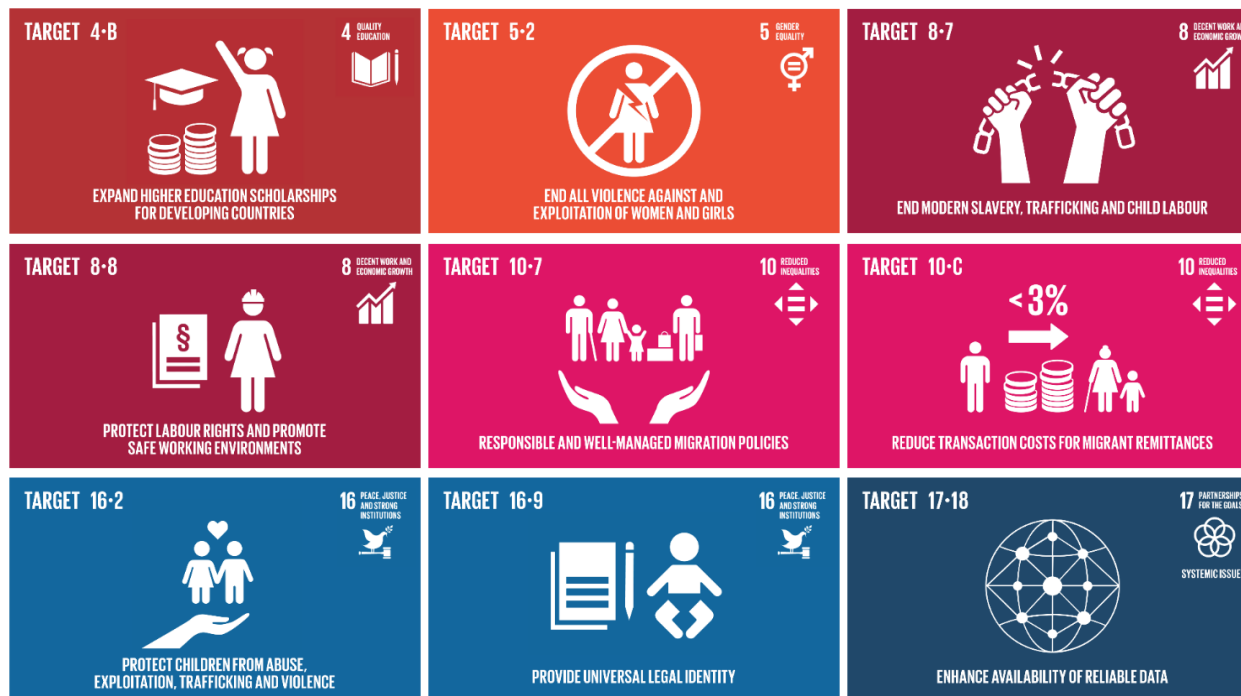 TARGET 4·B
4 QUALITY
EDUCATION
EXPAND HIGHER EDUCATION SCHOLARSHIPS
FOR DEVELOPING COUNTRIES
TARGET 5·2
5 GENDER
EQUALITY
END ALL VIOLENCE AGAINST AND
EXPLOITATION OF WOMEN AND GIRLS
TARGET 8·7
8 DECENT WORK A
ECONOMIC GROW
END MODERN SLAVERY, TRAFFICKING AND CHILD LABOUR
TARGET 8·8
8 DECENT WORK AND
ECONOMIC GROWTH
§
PROTECT LABOUR RIGHTS AND PROMOTE
SAFE WORKING ENVIRONMENTS
TARGET 10·7
10 REDUCED
INEQUALITIES
RESPONSIBLE AND WELL-MANAGED MIGRATION POLICIES
TARGET 10·C
10 REDUCED
INEQUALITIES
<3%
REDUCE TRANSACTION COSTS FOR MIGRANT REMITTANCES
TARGET 16·2
16 PEACE, JUSTICE
AND STRONG
INSTITUTIONS
PROTECT CHILDREN FROM ABUSE,
EXPLOITATION, TRAFFICKING AND VIOLENCE
TARGET 16·9
16 PEACE, JUSTICE
AND STRONG
INSTITUTIONS
PROVIDE UNIVERSAL LEGAL IDENTITY
TARGET 17·18
17 PARTNERSHIPS
FOR THE GOALS
SYSTEMIC ISSUE
ENHANCE AVAILABILITY OF RELIABLE DATA